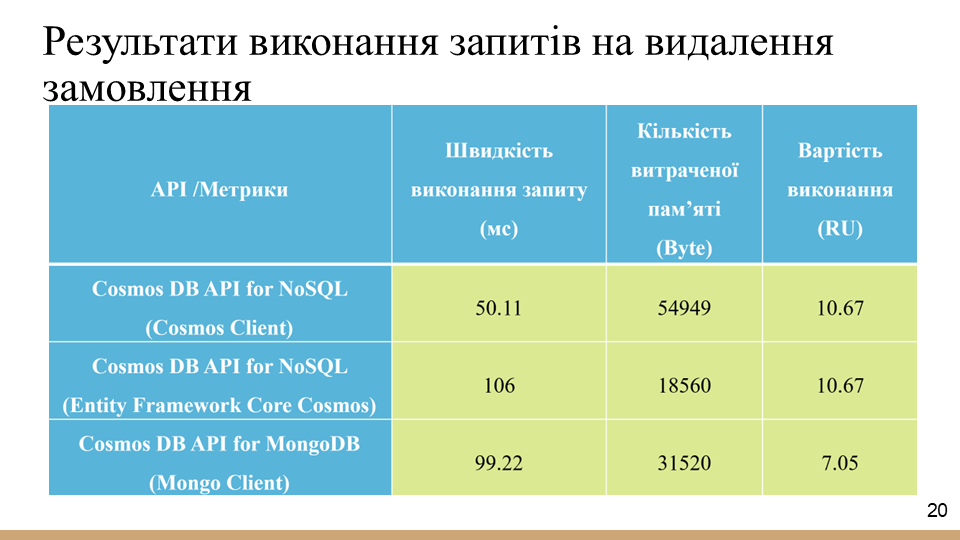 Результати виконання запитів на видалення
замовлення
АРІ /Метрики
Швидкість
виконання запиту
(мс)
Кількість
витраченої
пам’яті
(Byte)
Вартість
виконання
(RU)
Cosmos DB API for NoSQL
(Cosmos Client)
50.11
54949
10.67
Cosmos DB API for NoSQL
(Entity Framework Core Cosmos)
106
18560
10.67
Cosmos DB API for MongoDB
(Mongo Client)
99.22
31520
7.05
20